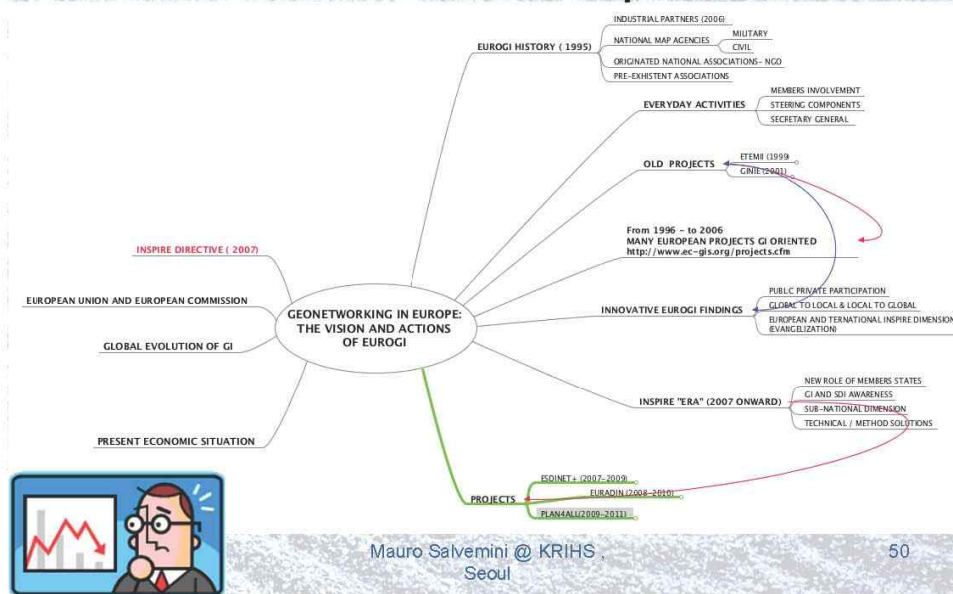 EUROGI HISTORY ( 1995)
INDUSTRIAL PARTNERS (2006)
NATIONAL MAP AGENCIES
MILITARY
CIVIL
ORIGINATED NATIONAL ASSOCIATIONS- NGO
PRE-EXHISTENT ASSOCIATIONS
EVERYDAY ACTIVITIES
MEMBERS INVOLVEMENT
STEERING COMPONENTS
SECRETARY GENERAL
OLD PROJECTS
ETEMII (1999)
GINIE (2001)
From 1996 - to 2006
MANY EUROPEAN PROJECTS GI ORIENTED
http://www.ec-gis.org/projects.cfm
INNOVATIVE EUROGI FINDINGS
PUBLIC PRIVATE PARTICIPATION
GLOBAL TO LOCAL & LOCAL TO GLOBAL
EUROPEAN AND TERNATIONAL INSPIRE DIMENSION
(EVANGELIZATION)
INSPIRE "ERA" (2007 ONWARD)
NEW ROLE OF MEMBERS STATES
GI AND SDI AWARENESS
SUB-NATIONAL DIMENSION
TECHNICAL / METHOD SOLUTIONS
PROJECTS
ESDINET+ (2007-2009)
EURADIN (2008-2010)
PLAN4ALL(2009-2011)
INSPIRE DIRECTIVE ( 2007)
EUROPEAN UNION AND EUROPEAN COMMISSION
GLOBAL EVOLUTION OF GI
PRESENT ECONOMIC SITUATION
GEONETWORKING IN EUROPE:
THE VISION AND ACTIONS
OF EUROGI
Mauro Salvemini @ KRIHS ,
Seoul
50